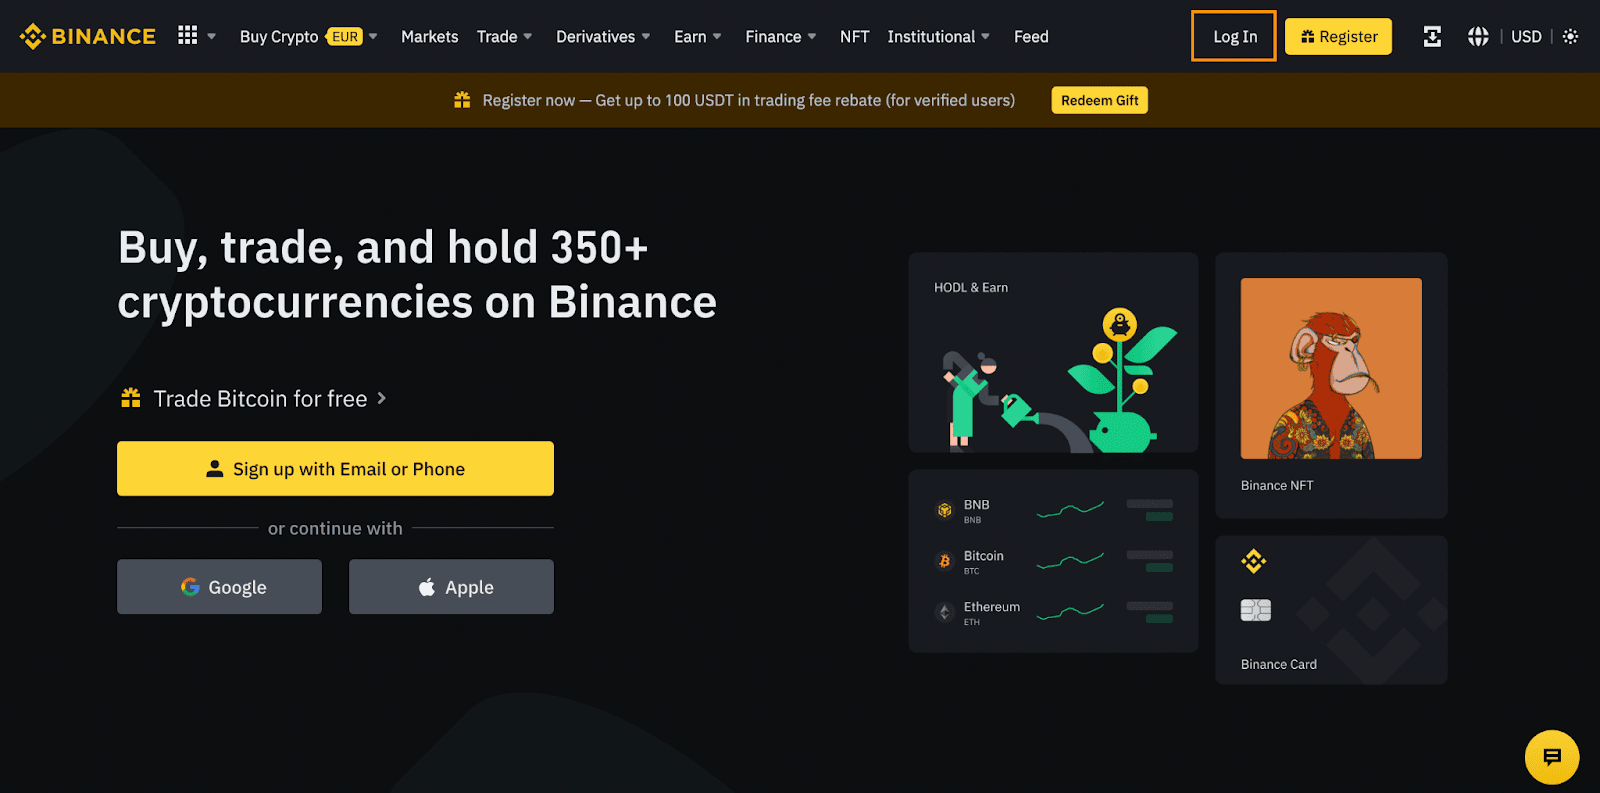 BINANCE
Buy Crypto EUR
Markets
Trade
Derivatives
Earn
Finance
NFT
Institutional
Feed
Log In
Register
USD
Register now — Get up to 100 USDT in trading fee rebate (for verified users)
Redeem Gift
Buy, trade, and hold 350+
cryptocurrencies on Binance
Trade Bitcoin for free
Sign up with Email or Phone
or continue with
Google
Apple
HODL & Earn
BNB
BNB
Bitcoin
BTC
Ethereum
ETH
Binance NFT
Binance Card